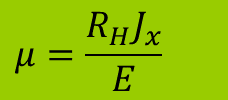 μ = R_H J_x / E